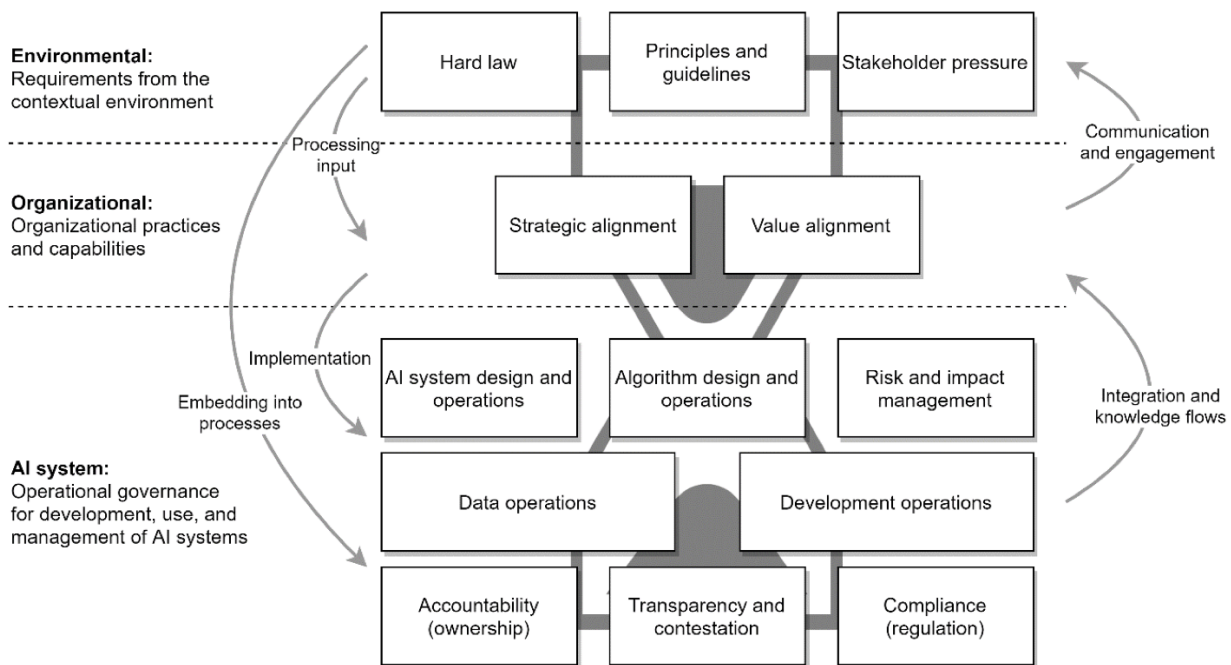 Environmental:
Requirements from the
contextual environment
Hard law
Principles and
guidelines
Stakeholder pressure
Processing
input
Communication
and engagement
Organizational:
Organizational practices
and capabilities
Strategic alignment
Value alignment
Implementation
Embedding into
processes
AI system design and
operations
Algorithm design and
operations
Risk and impact
management
Integration and
knowledge flows
AI system:
Operational governance
for development, use, and
management of AI systems
Data operations
Development operations
Accountability
(ownership)
Transparency and
contestation
Compliance
(regulation)